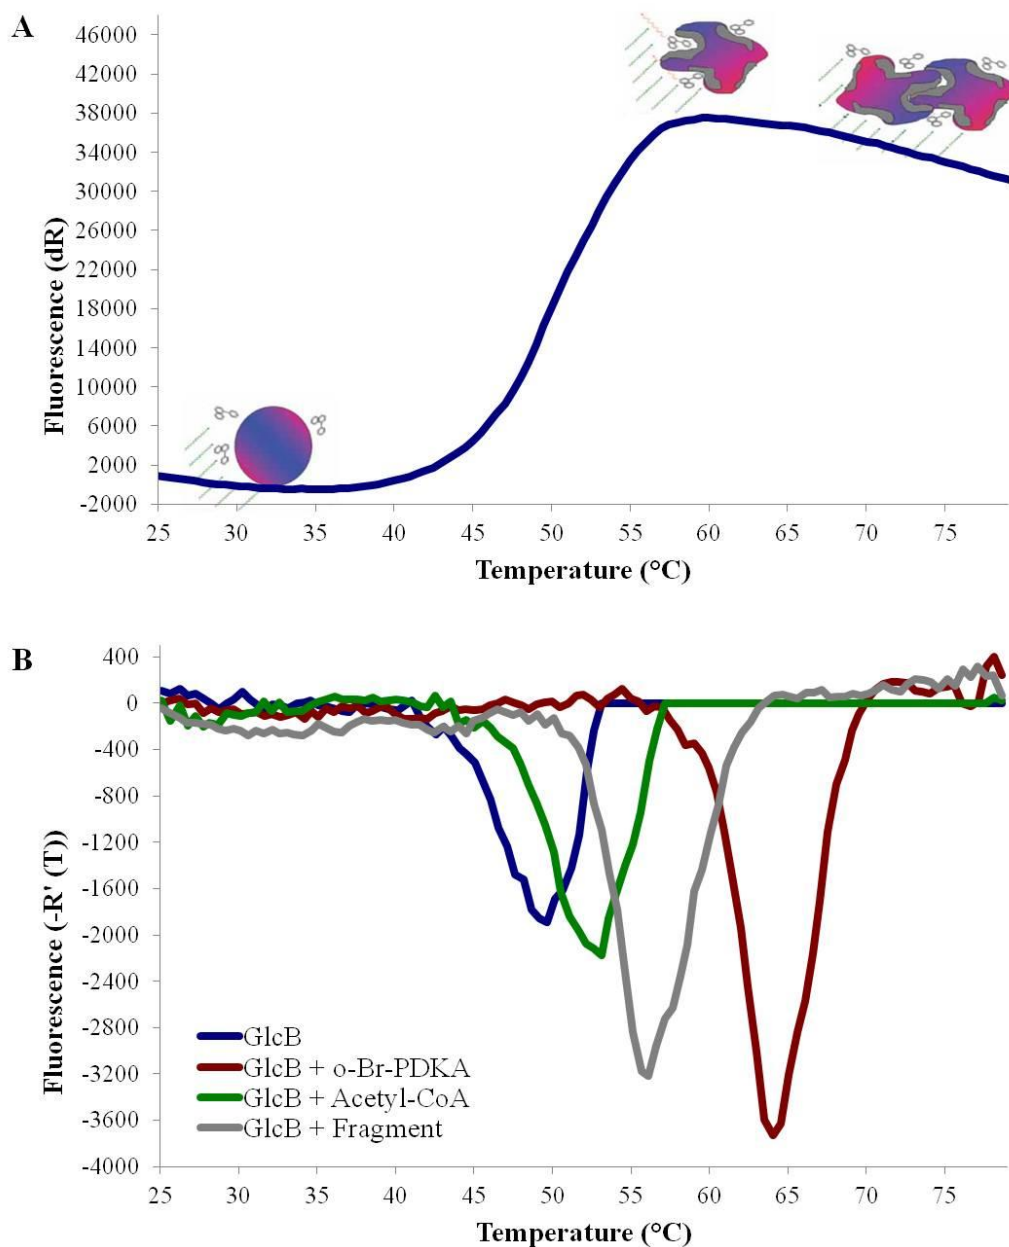 A
46000
42000
38000
34000
30000
26000
22000
18000
14000
10000
6000
2000
-2000
Fluorescence (dR)
25 30 35 40 45 50 55 60 65 70 75
Temperature (°C)
B
400
0
-400
-800
-1200
-1600
-2000
-2400
-2800
-3200
-3600
-4000
Fluorescence (-R' (T))
GlcB
GlcB + o-Br-PDKA
GlcB + Acetyl-CoA
GlcB + Fragment
25 30 35 40 45 50 55 60 65 70 75
Temperature (°C)